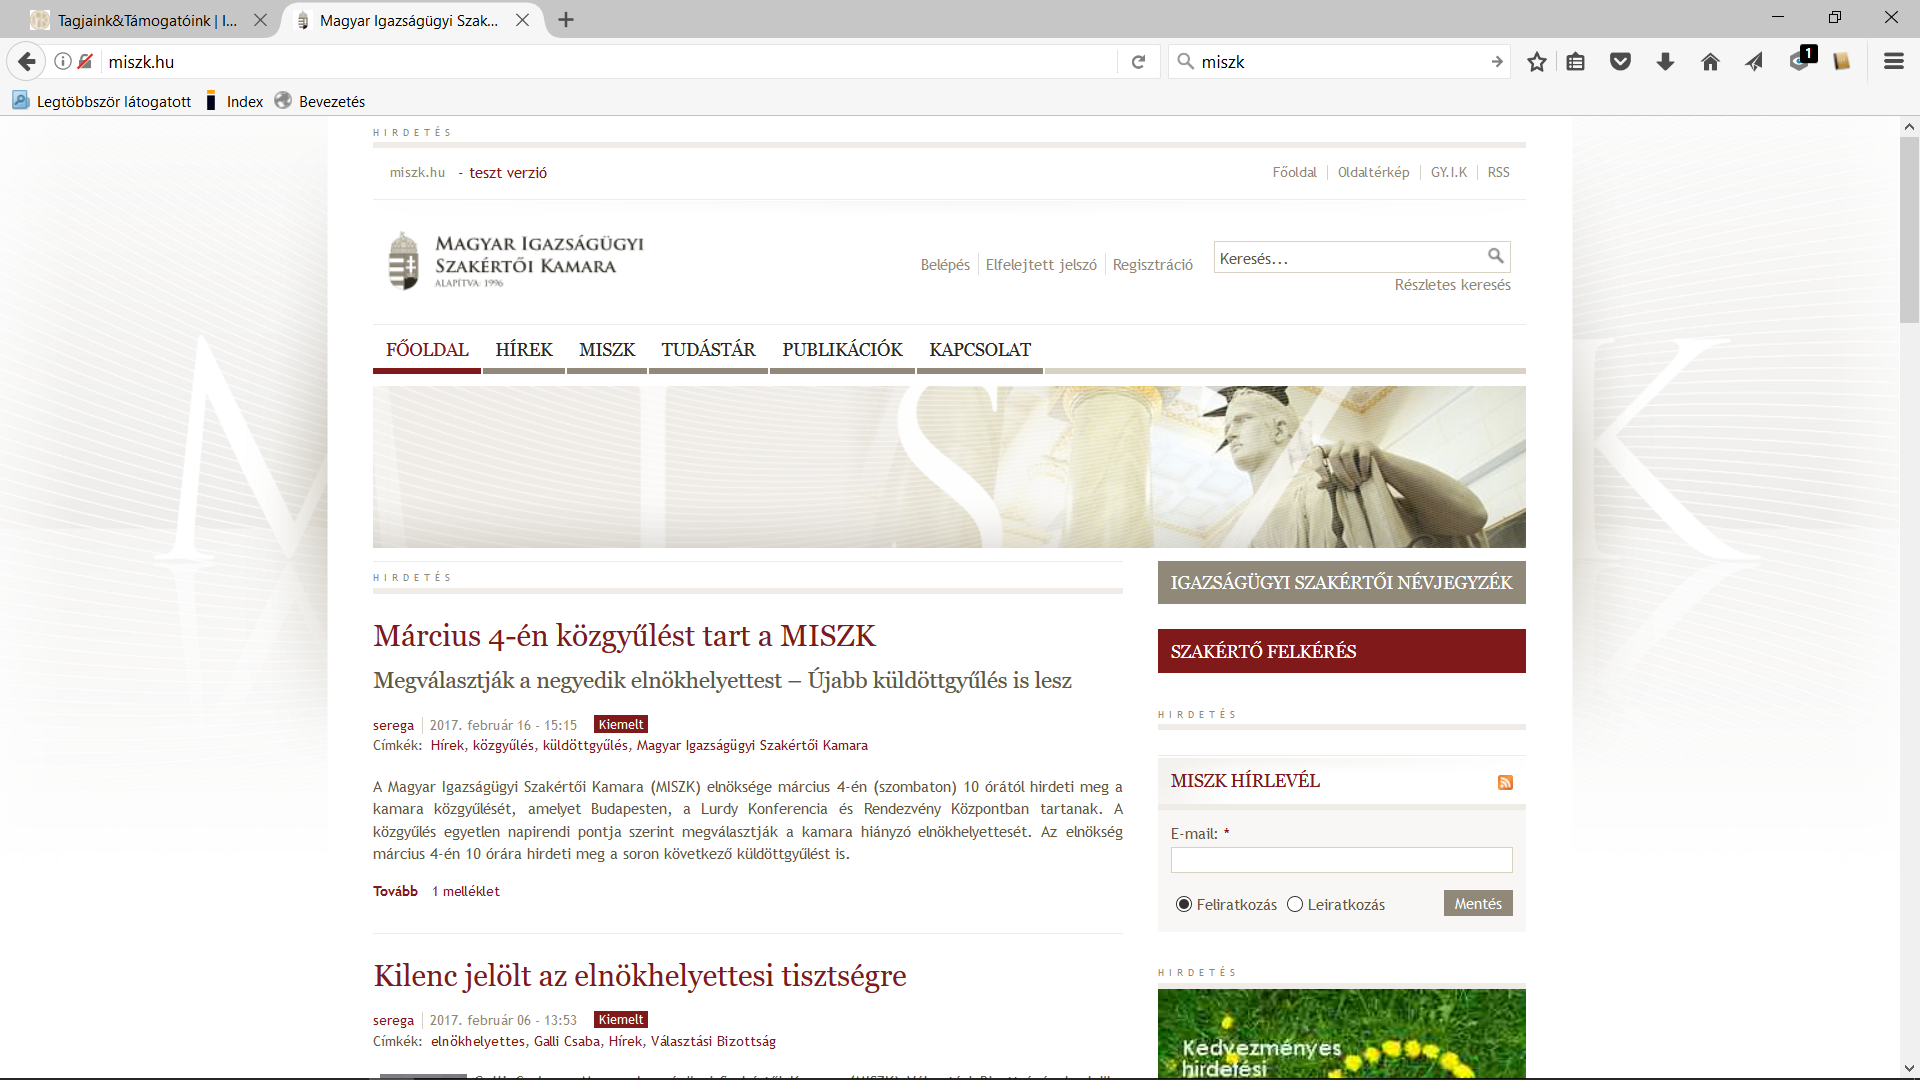 Tagjaink&Támogatóink | I...
Magyar Igazságügyi Szak...
miszk.hu
miszk
1
Legtöbbször látogatott
Index
Bevezetés
HIRDETÉS
miszk.hu - teszt verzió
Főoldal
Oldaltérkép
GY.I.K
RSS
MAGYAR IGAZSÁGÜGYI
SZAKÉRTŐI KAMARA
ALAPÍTVA: 1996
Belépés
Elfelejtett jelszó
Regisztráció
Keresés...
Részletes keresés
FŐOLDAL
HÍREK
MISZK
TUDÁSTÁR
PUBLIKÁCIÓK
KAPCSOLAT
M I S Z K
HIRDETÉS
Március 4-én közgyűlést tart a MISZK
Megválasztják a negyedik elnökhelyettest – Újabb küldöttgyűlés is lesz
serega
2017. február 16 - 15:15
Kiemelt
Címkék: Hírek, közgyűlés, küldöttgyűlés, Magyar Igazságügyi Szakértői Kamara
A Magyar Igazságügyi Szakértői Kamara (MISZK) elnöksége március 4-én (szombaton) 10 órától hirdeti meg a
kamara közgyűlését, amelyet Budapesten, a Lurdy Konferencia és Rendezvény Központban tartanak. A
közgyűlés egyetlen napirendi pontja szerint megválasztják a kamara hiányzó elnökhelyettesét. Az elnökség
március 4-én 10 órára hirdeti meg a soron következő küldöttgyűlést is.
Tovább
1 melléklet
Kilenc jelölt az elnökhelyettesi tisztségre
serega
2017. február 06 - 13:53
Kiemelt
Címkék: elnökhelyettes, Galli Csaba, Hírek, Választási Bizottság
IGAZSÁGÜGYI SZAKÉRTŐI NÉVJEGYZÉK
SZAKÉRTŐ FELKÉRÉS
HIRDETÉS
MISZK HÍRLEVÉL
E-mail: *
Feliratkozás
Leiratkozás
Mentés
HIRDETÉS
Kedvezményes
hirdetési